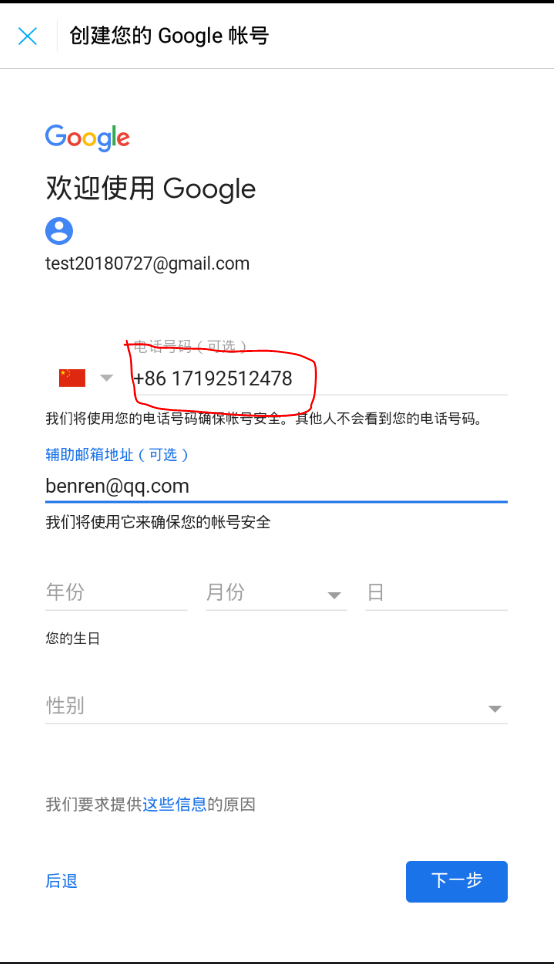 创建您的 Google 帐号
Google
欢迎使用 Google
test20180727@gmail.com
电话号码（可选）
+86 17192512478
我们将使用您的电话号码确保帐号安全。其他人不会看到您的电话号码。
辅助邮箱地址（可选）
benren@qq.com
我们将使用它来确保您的帐号安全
年份 月份 日
您的生日
性别
我们要求提供这些信息的原因
后退 下一步